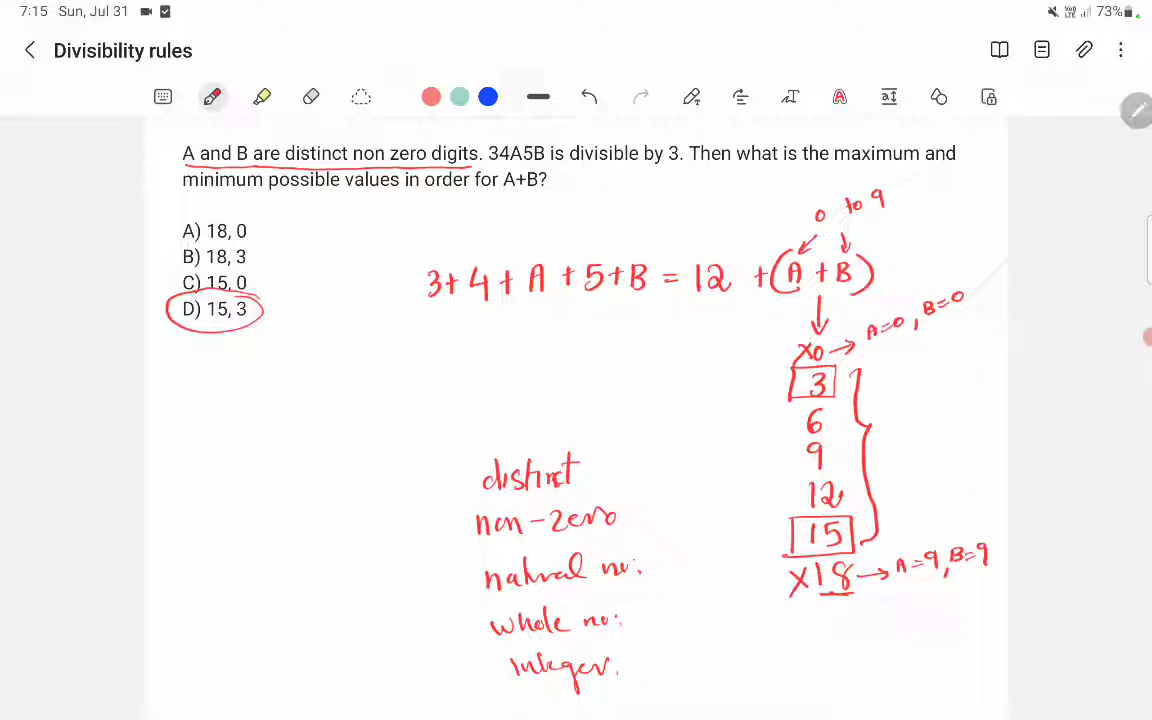 7:15 Sun, Jul 31
73%
Divisibility rules
A and B are distinct non zero digits. 34A5B is divisible by 3. Then what is the maximum and
minimum possible values in order for A+B?
A) 18, 0
B) 18, 3
C) 15, 0
D) 15, 3
0 to 9
3+4+A+5+B = 12 +(A+B)
×0 → A=0, B=0
3
6
9
12
15
×18 → A=9, B=9
distinct
non-zero
natural no:
whole no:
integer.